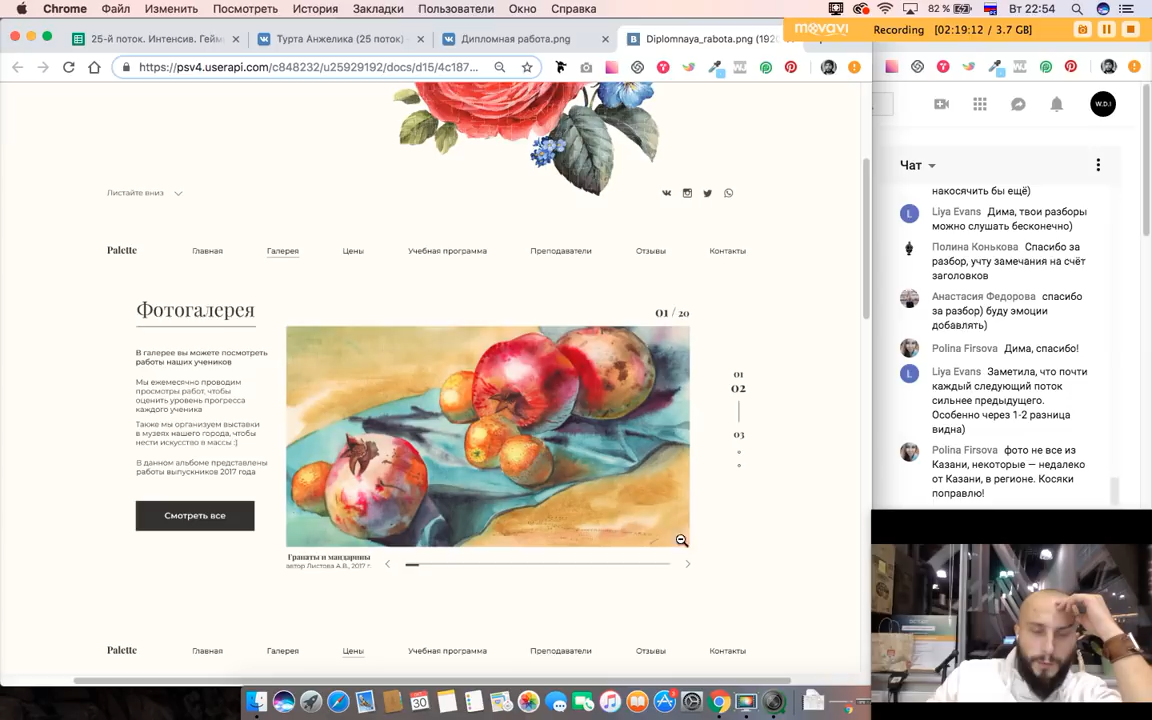 Chrome Файл Изменить Просмотреть История Закладки Пользователи Окно Справка
82 % Вт 22:54
movavi Recording [02:19:12 / 3.7 GB]
25-й поток. Интенсив. Гейм
Турта Анжелика (25 поток)
Дипломная работа.png
Diplomnaya_rabota.png (192
https://psv4.userapi.com/c848232/u25929192/docs/d15/4c187...
W.D.I
Листайте вниз
Palette Главная Галерея Цены Учебная программа Преподаватели Отзывы Контакты
Фотогалерея
01 / 20
В галерее вы можете посмотреть
работы наших учеников
Мы ежемесячно проводим
просмотры работ, чтобы
оценить уровень прогресса
каждого ученика
Также мы организуем выставки
в музеях нашего города, чтобы
нести искусство в массы :)
В данном альбоме представлены
работы выпускников 2017 года
Смотреть все
01
02
03
Гранаты и мандарины
автор Листова А.В., 2017 г.
Palette Главная Галерея Цены Учебная программа Преподаватели Отзывы Контакты
Чат
накосячить бы ещё)
L Liya Evans Дима, твои разборы
можно слушать бесконечно)
Полина Конькова Спасибо за
разбор, учту замечания на счёт
заголовков
Анастасия Федорова спасибо
за разбор) буду эмоции
добавлять)
Polina Firsova Дима, спасибо!
L Liya Evans Заметила, что почти
каждый следующий поток
сильнее предыдущего.
Особенно через 1-2 разница
видна)
Polina Firsova фото не все из
Казани, некоторые — недалеко
от Казани, в регионе. Косяки
поправлю!
30